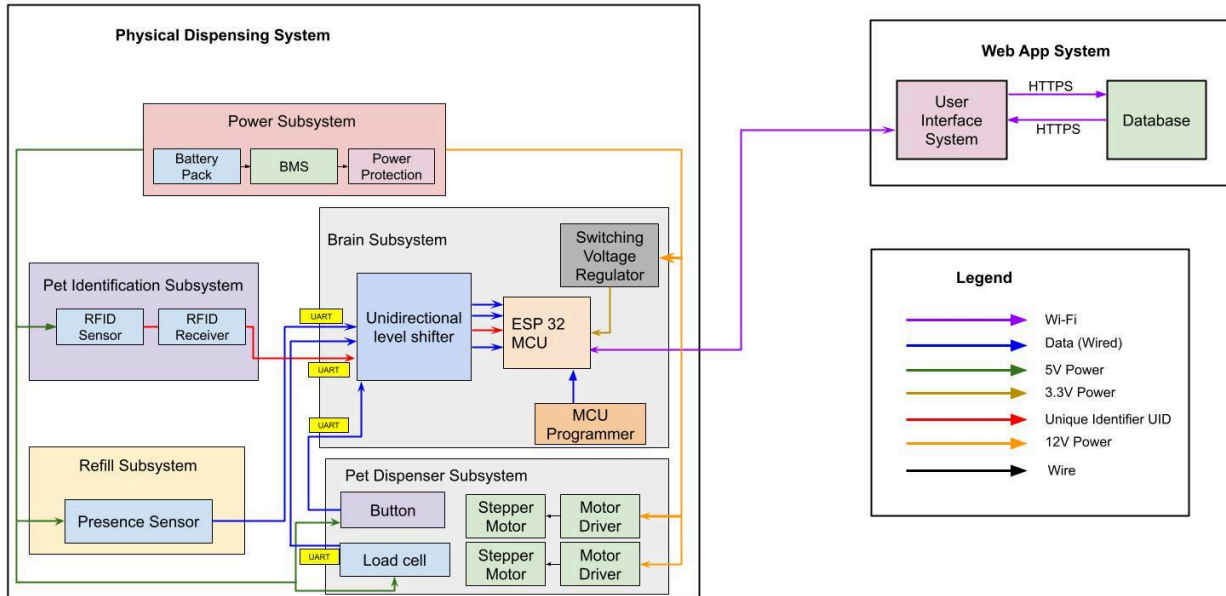 Physical Dispensing System
Power Subsystem
Battery
Pack
BMS
Power
Protection
Brain Subsystem
Switching
Voltage
Regulator
Pet Identification Subsystem
RFID
Sensor
RFID
Receiver
UART
Unidirectional
level shifter
ESP 32
MCU
UART
UART
MCU
Programmer
Refill Subsystem
Presence Sensor
Pet Dispenser Subsystem
Button
Stepper
Motor
Motor
Driver
UART
Load cell
Stepper
Motor
Motor
Driver
Web App System
User
Interface
System
HTTPS
HTTPS
Database
Legend
Wi-Fi
Data (Wired)
5V Power
3.3V Power
Unique Identifier UID
12V Power
Wire